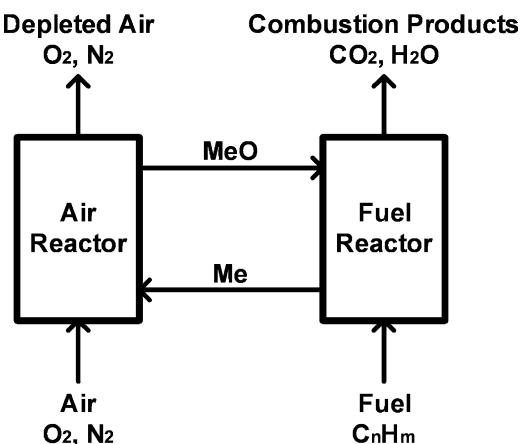 Depleted Air
O2, N2
Combustion Products
CO2, H2O
MeO
Air
Reactor
Fuel
Reactor
Me
Air
O2, N2
Fuel
CnHm